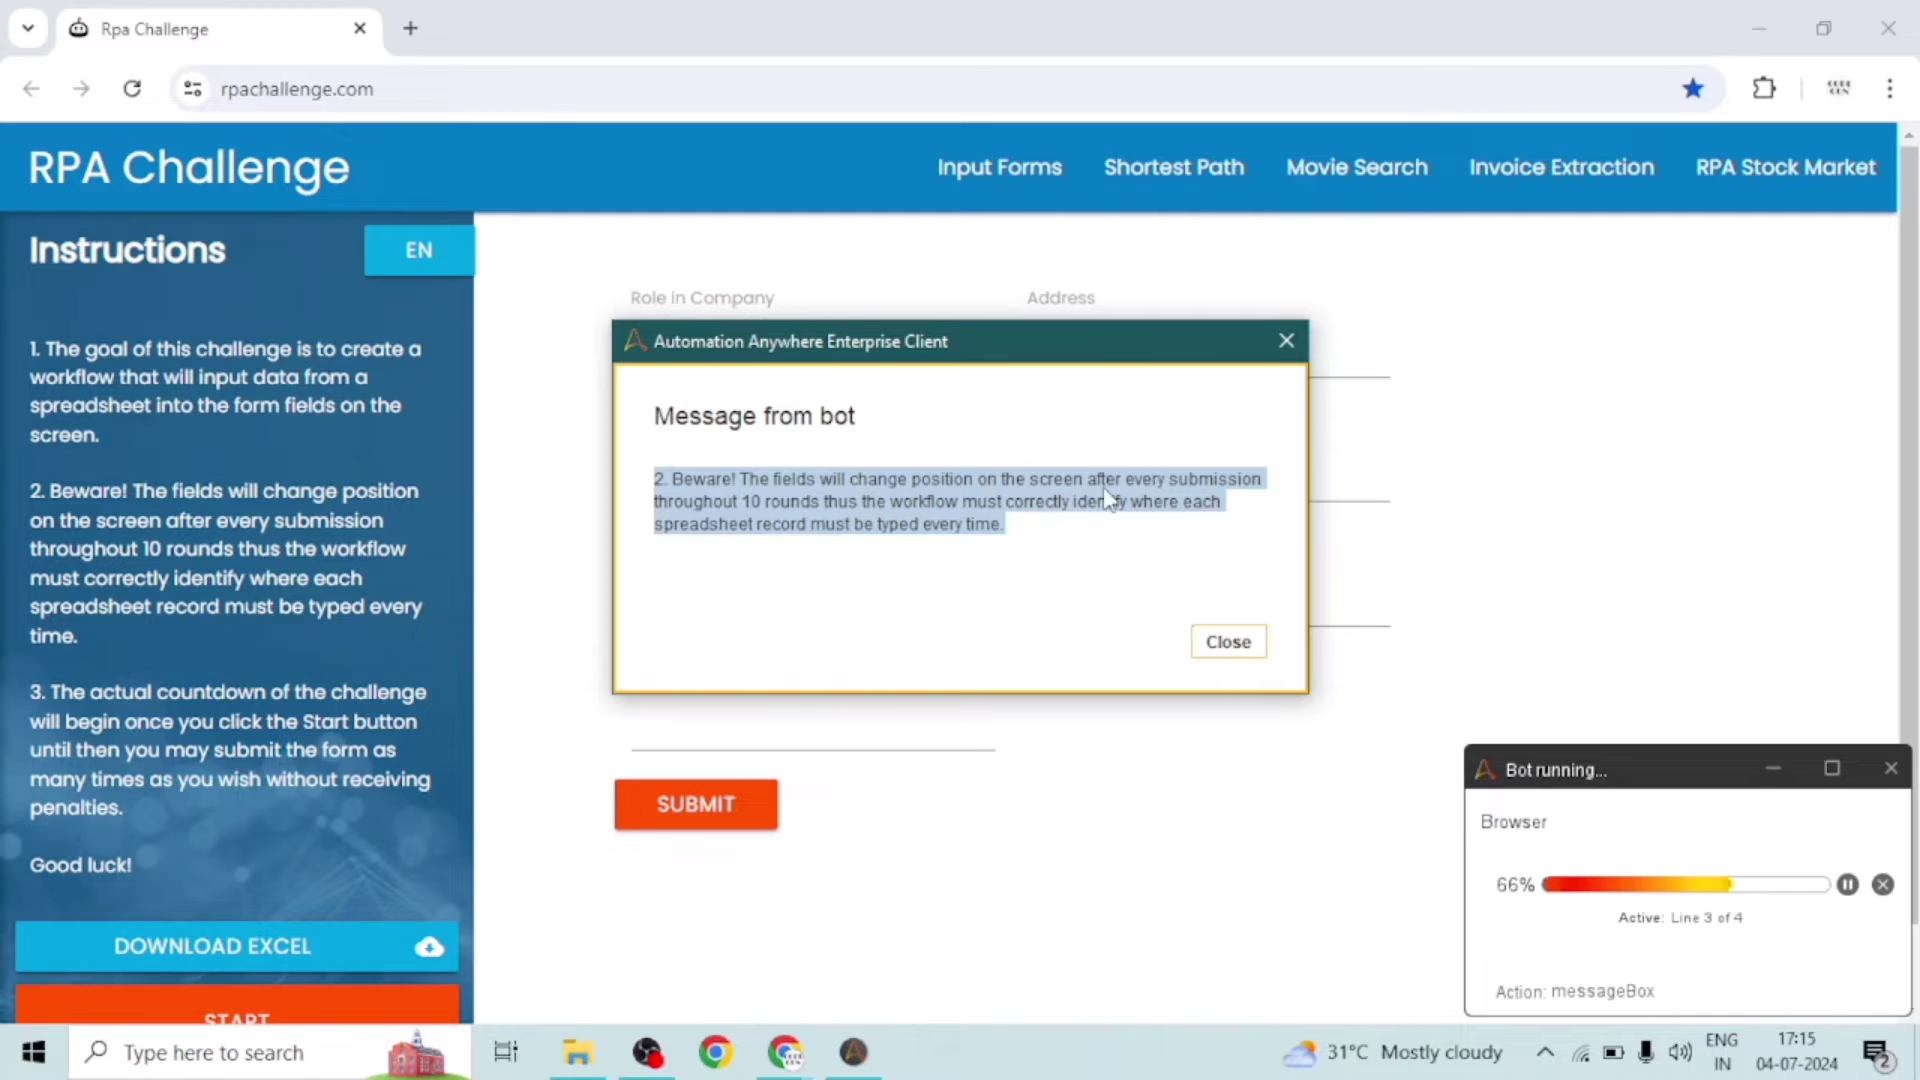 Rpa Challenge
rpachallenge.com
RPA Challenge
Input Forms
Shortest Path
Movie Search
Invoice Extraction
RPA Stock Market
Instructions
EN
1. The goal of this challenge is to create a
workflow that will input data from a
spreadsheet into the form fields on the
screen.
2. Beware! The fields will change position
on the screen after every submission
throughout 10 rounds thus the workflow
must correctly identify where each
spreadsheet record must be typed every
time.
3. The actual countdown of the challenge
will begin once you click the Start button
until then you may submit the form as
many times as you wish without receiving
penalties.
Good luck!
DOWNLOAD EXCEL
START
Role in Company
Address
Automation Anywhere Enterprise Client
Message from bot
2. Beware! The fields will change position on the screen after every submission
throughout 10 rounds thus the workflow must correctly identify where each
spreadsheet record must be typed every time.
Close
SUBMIT
Bot running...
Browser
66%
Active: Line 3 of 4
Action: messageBox
Type here to search
31°C Mostly cloudy
ENG
IN
17:15
04-07-2024
2